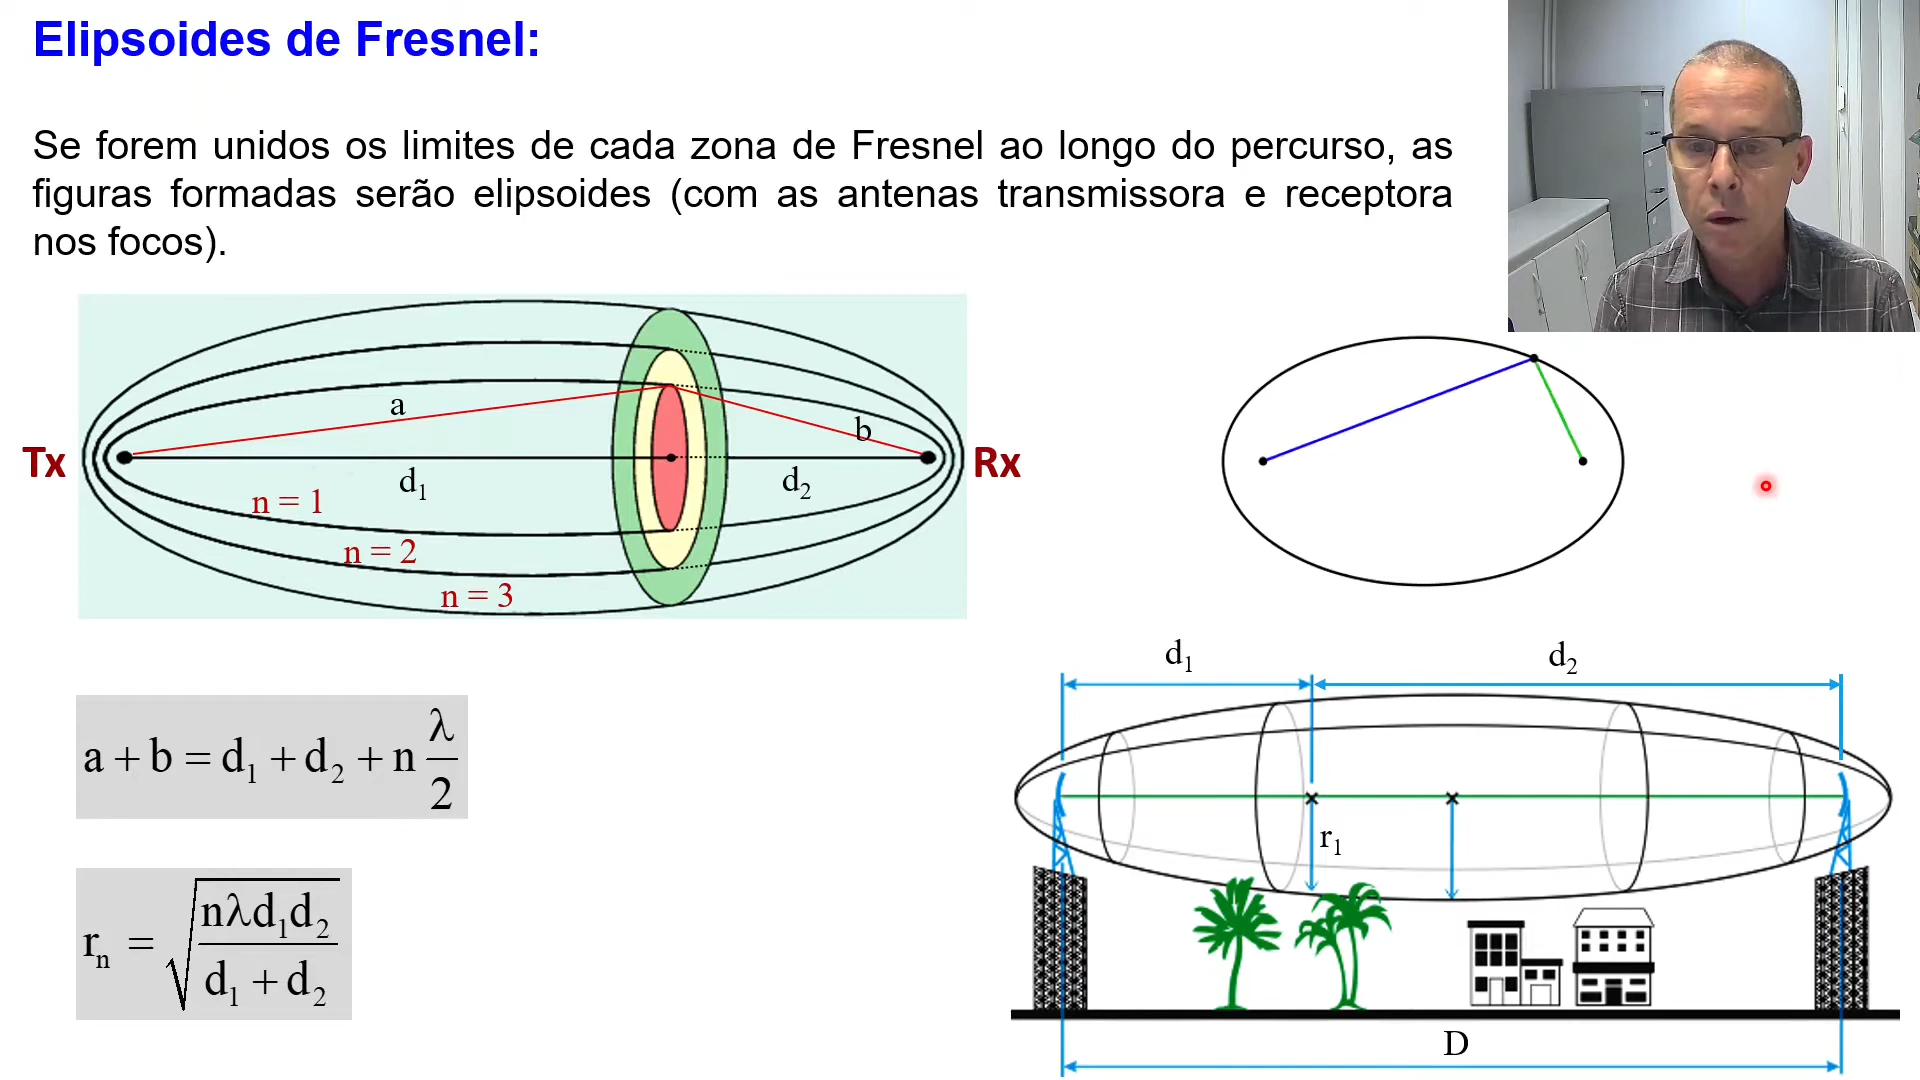 Elipsoides de Fresnel:
Se forem unidos os limites de cada zona de Fresnel ao longo do percurso, as
figuras formadas serão elipsoides (com as antenas transmissora e receptora
nos focos).
a
b
Tx
Rx
d₁
d₂
n = 1
n = 2
n = 3
d₁
d₂
a + b = d₁ + d₂ + n λ/2
r₁
rₙ = √(nλd₁d₂ / d₁ + d₂)
D